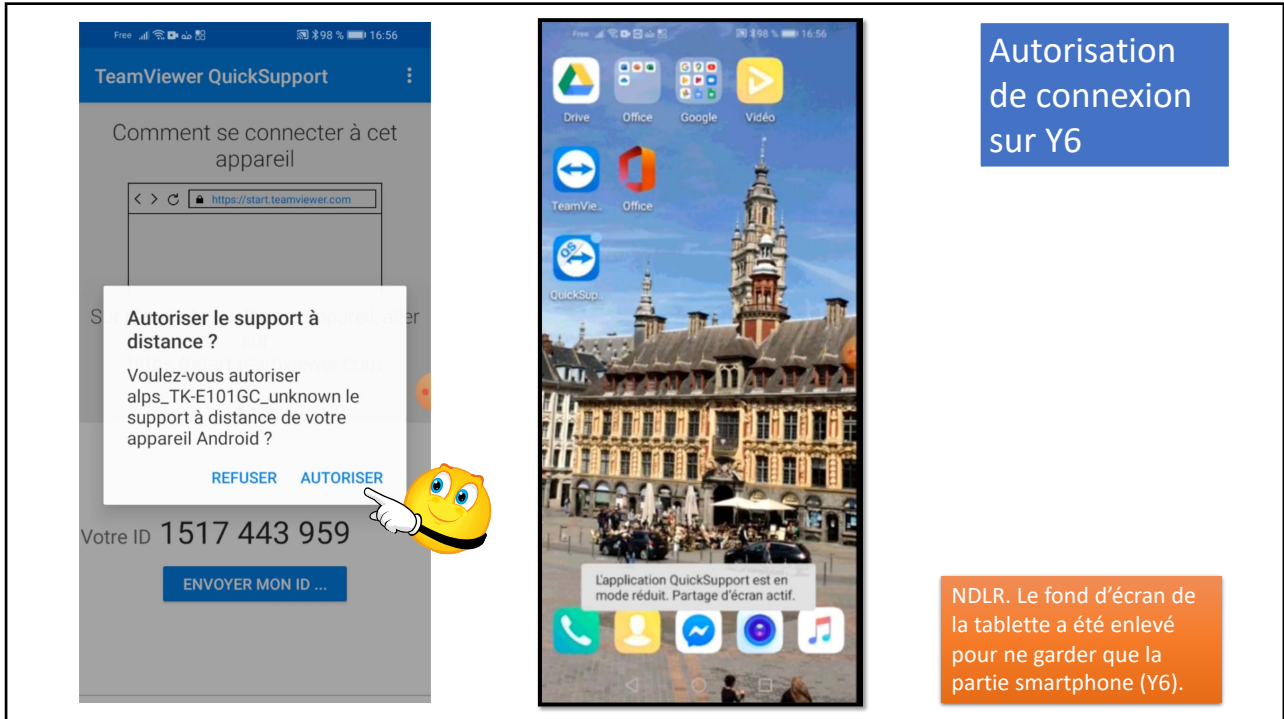 Free 98 % 16:56
TeamViewer QuickSupport
Comment se connecter à cet
appareil
https://start.teamviewer.com
Autoriser le support à
distance ?
Voulez-vous autoriser
alps_TK-E101GC_unknown le
support à distance de votre
appareil Android ?
REFUSER AUTORISER
Votre ID 1517 443 959
ENVOYER MON ID ...
Free 98 % 16:56
Drive Office Google Vidéo
TeamVie.. Office
QS
QuickSup..
L'application QuickSupport est en
mode réduit. Partage d'écran actif.
Autorisation
de connexion
sur Y6
NDLR. Le fond d’écran de
la tablette a été enlevé
pour ne garder que la
partie smartphone (Y6).